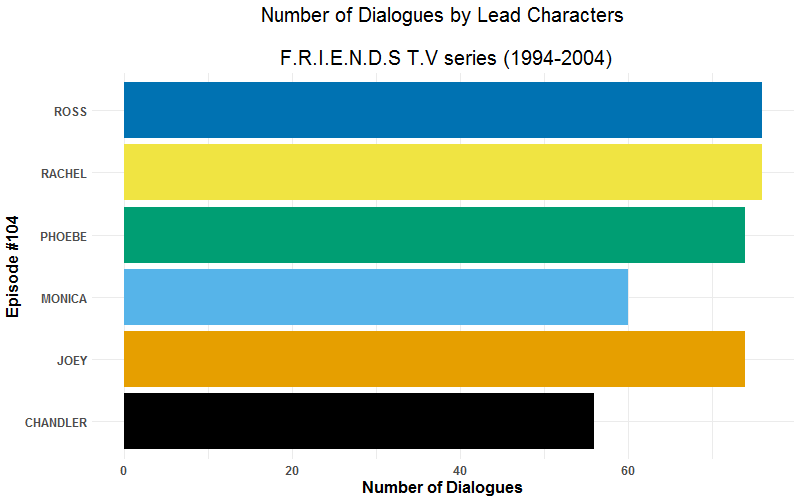 Number of Dialogues by Lead Characters
F.R.I.E.N.D.S T.V series (1994-2004)
Episode #104
ROSS
RACHEL
PHOEBE
MONICA
JOEY
CHANDLER
0 20 40 60
Number of Dialogues